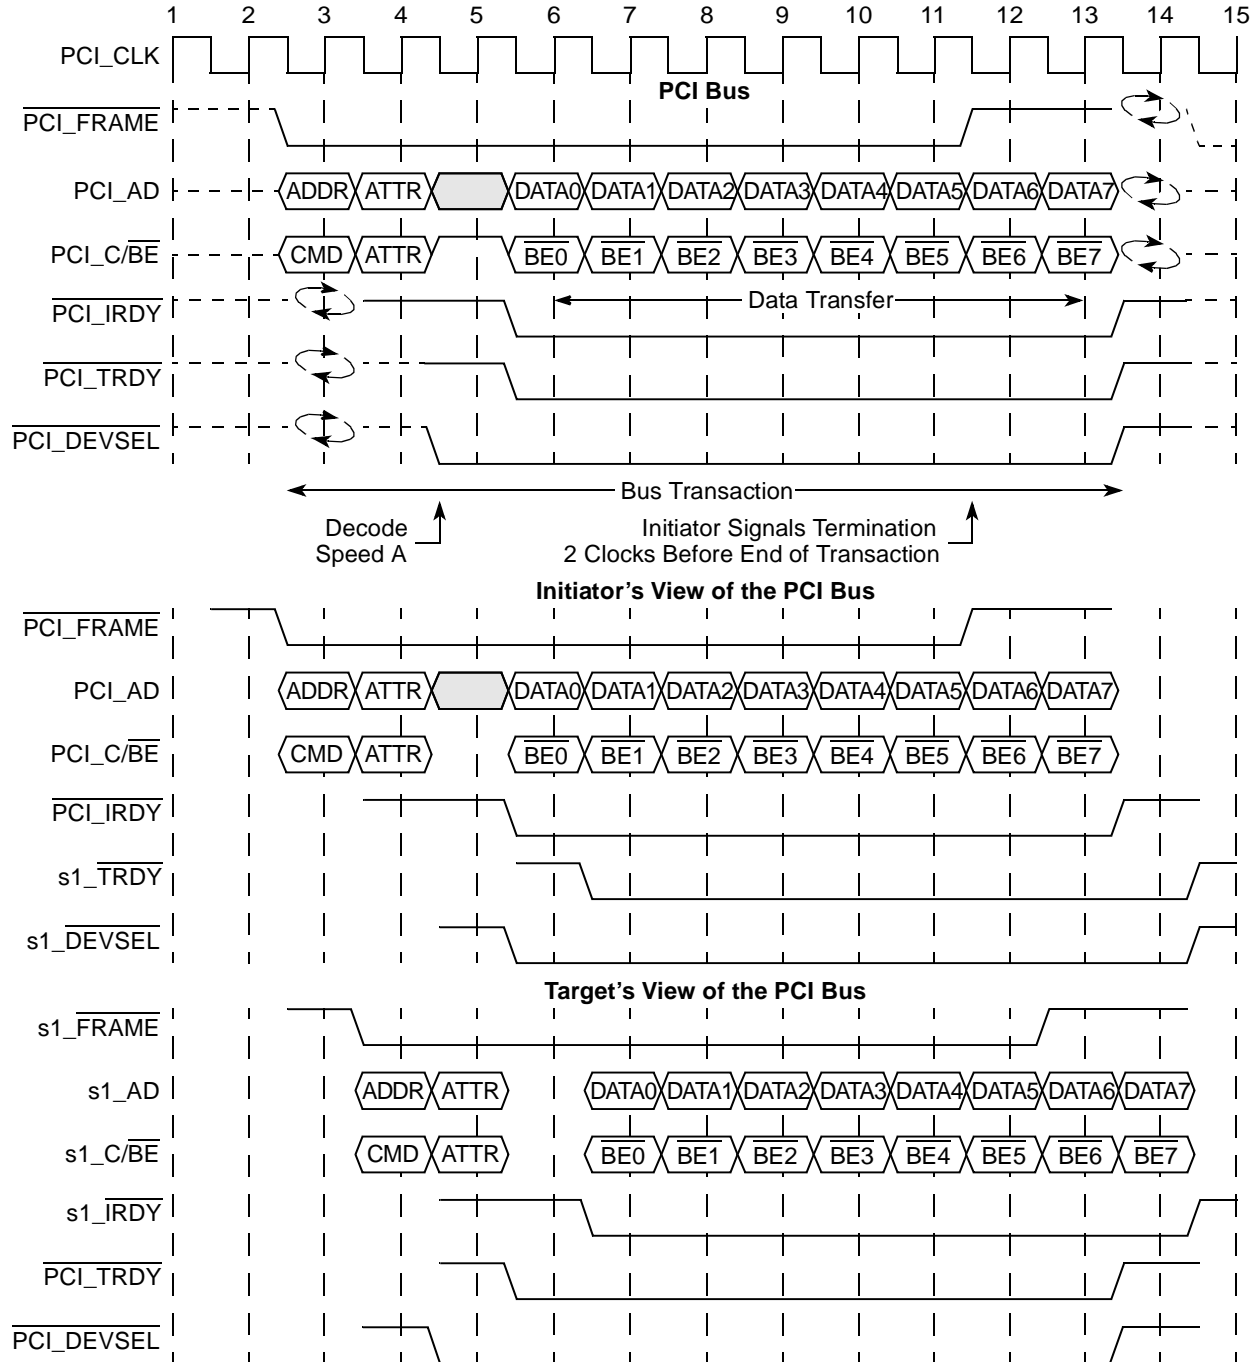 1 2 3 4 5 6 7 8 9 10 11 12 13 14 15
PCI_CLK
PCI Bus
PCI_FRAME
PCI_AD ADDR ATTR DATA0 DATA1 DATA2 DATA3 DATA4 DATA5 DATA6 DATA7
PCI_C/BE CMD ATTR BE0 BE1 BE2 BE3 BE4 BE5 BE6 BE7
PCI_IRDY Data Transfer
PCI_TRDY
PCI_DEVSEL
Bus Transaction
Decode
Speed A
Initiator Signals Termination
2 Clocks Before End of Transaction
Initiator's View of the PCI Bus
PCI_FRAME
PCI_AD ADDR ATTR DATA0 DATA1 DATA2 DATA3 DATA4 DATA5 DATA6 DATA7
PCI_C/BE CMD ATTR BE0 BE1 BE2 BE3 BE4 BE5 BE6 BE7
PCI_IRDY
s1_TRDY
s1_DEVSEL
Target's View of the PCI Bus
s1_FRAME
s1_AD ADDR ATTR DATA0 DATA1 DATA2 DATA3 DATA4 DATA5 DATA6 DATA7
s1_C/BE CMD ATTR BE0 BE1 BE2 BE3 BE4 BE5 BE6 BE7
s1_IRDY
PCI_TRDY
PCI_DEVSEL